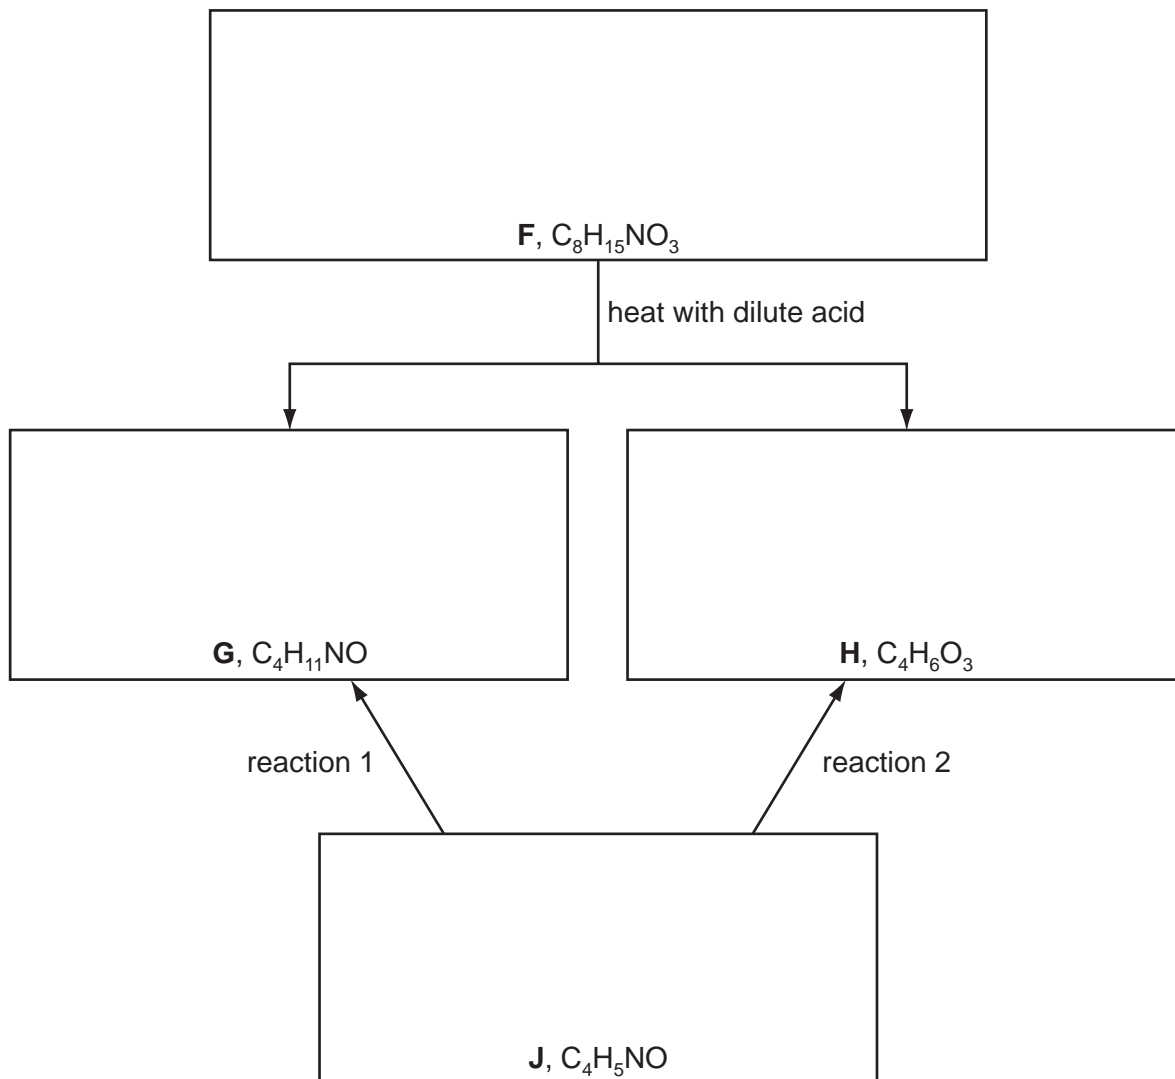 F, C₈H₁₅NO₃
heat with dilute acid
G, C₄H₁₁NO
H, C₄H₆O₃
reaction 1
reaction 2
J, C₄H₅NO